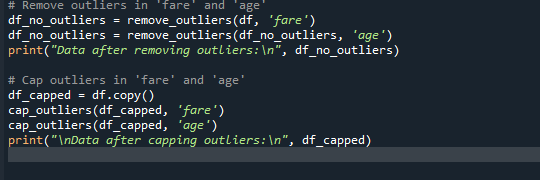 # Remove outliers in 'fare' and 'age'
df_no_outliers = remove_outliers(df, 'fare')
df_no_outliers = remove_outliers(df_no_outliers, 'age')
print("Data after removing outliers:\n", df_no_outliers)
# Cap outliers in 'fare' and 'age'
df_capped = df.copy()
cap_outliers(df_capped, 'fare')
cap_outliers(df_capped, 'age')
print("\nData after capping outliers:\n", df_capped)